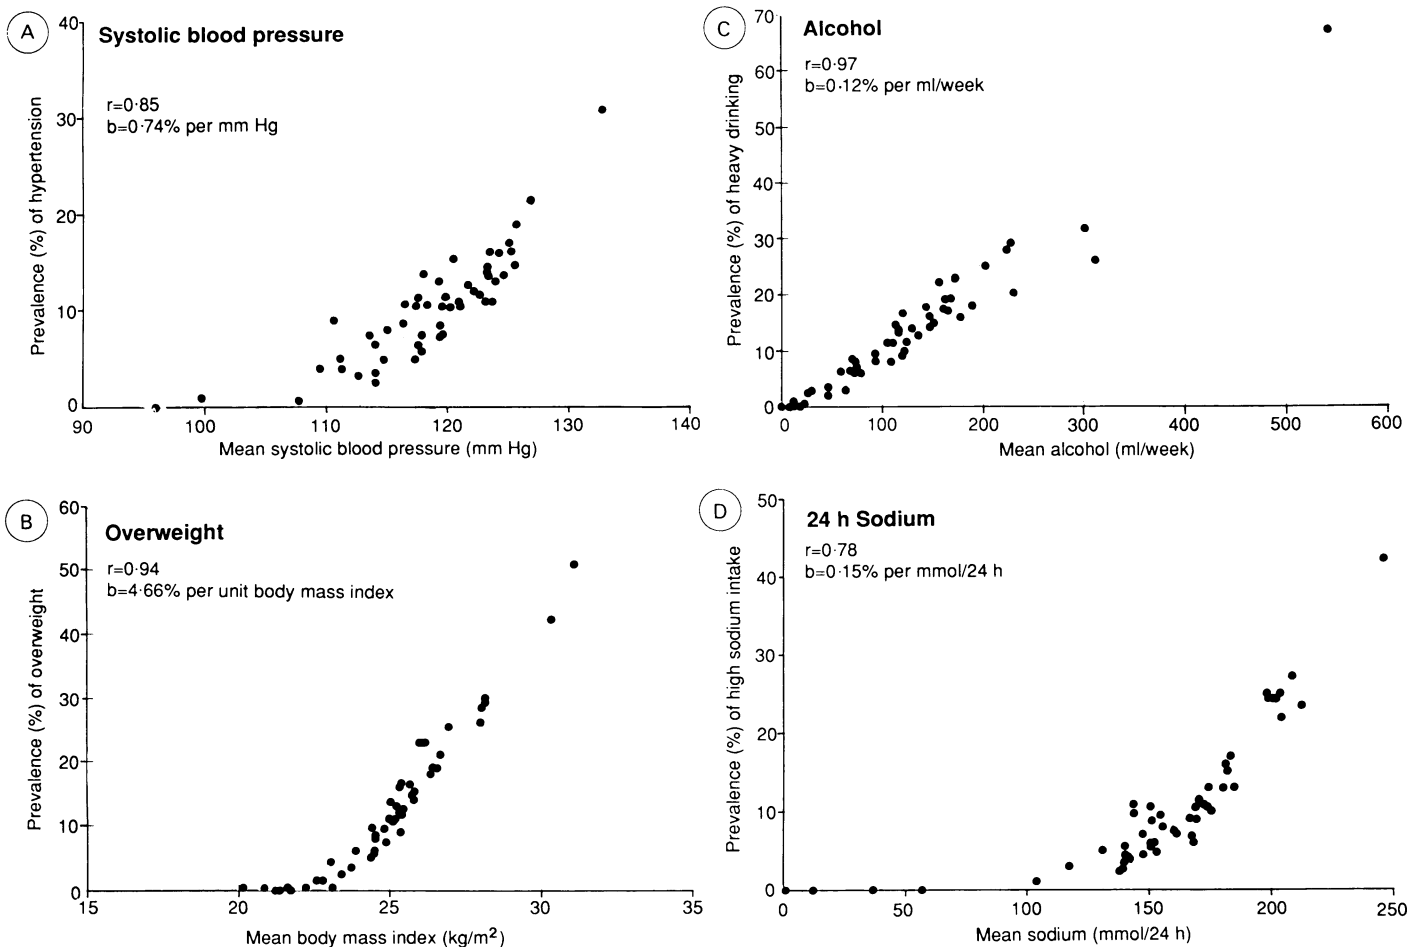 A
Systolic blood pressure
r=0·85
b=0·74% per mm Hg
Prevalence (%) of hypertension
40
30
20
10
0
90 100 110 120 130 140
Mean systolic blood pressure (mm Hg)
C
Alcohol
r=0·97
b=0·12% per ml/week
Prevalence (%) of heavy drinking
70
60
50
40
30
20
10
0
0 100 200 300 400 500 600
Mean alcohol (ml/week)
B
Overweight
r=0·94
b=4·66% per unit body mass index
Prevalence (%) of overweight
60
50
40
30
20
10
0
15 20 25 30 35
Mean body mass index (kg/m²)
D
24 h Sodium
r=0·78
b=0·15% per mmol/24 h
Prevalence (%) of high sodium intake
50
40
30
20
10
0
0 50 100 150 200 250
Mean sodium (mmol/24 h)